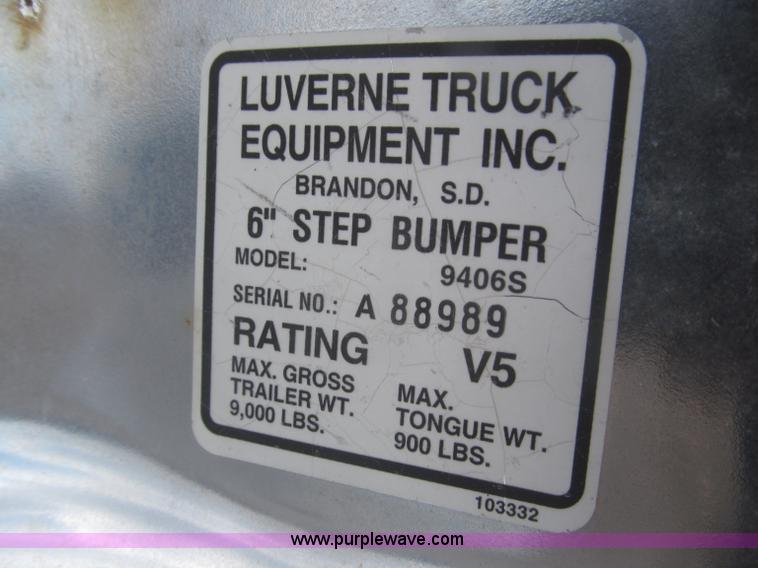 LUVERNE TRUCK
EQUIPMENT INC.
BRANDON, S.D.
6" STEP BUMPER
MODEL: 9406S
SERIAL NO.: A 88989
RATING V5
MAX. GROSS
TRAILER WT.
9,000 LBS.
MAX.
TONGUE WT.
900 LBS.
103332
www.purplewave.com